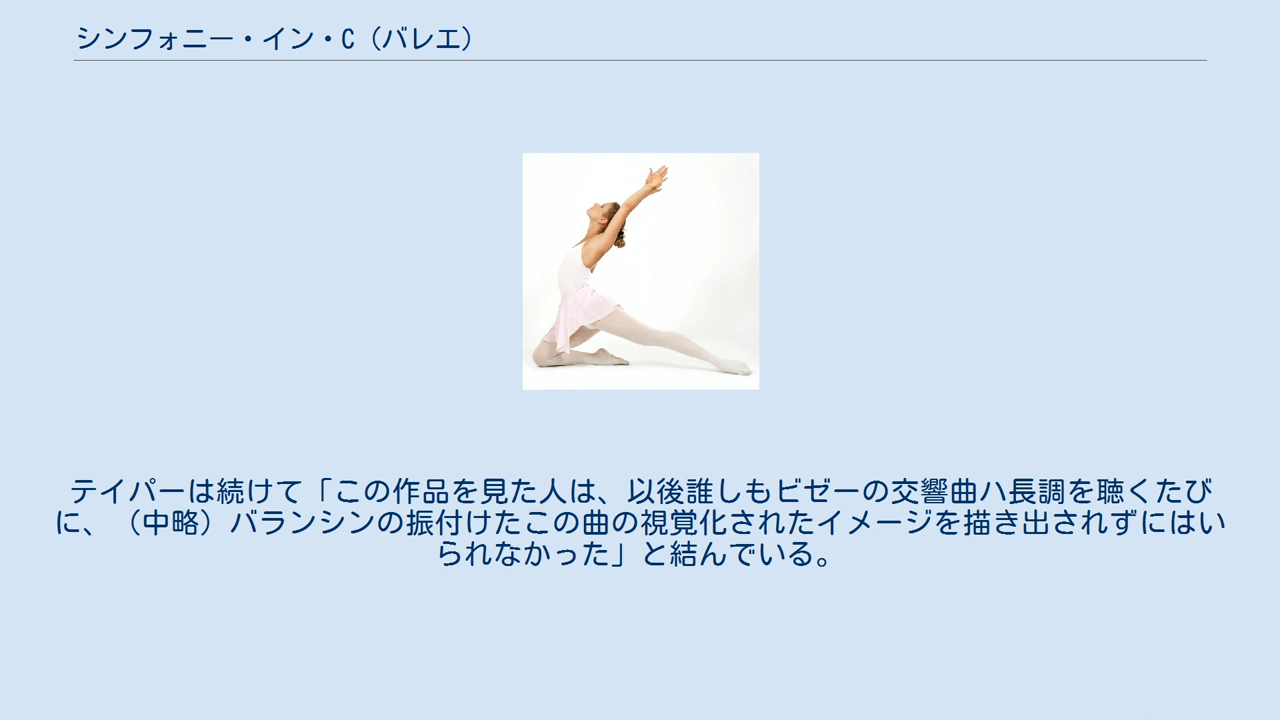 シンフォニー・イン・C（バレエ）
テイパーは続けて「この作品を見た人は、以後誰しもビゼーの交響曲ハ長調を聴くたび
に、（中略）バランシンの振付けたこの曲の視覚化されたイメージを描き出されずにはい
られなかった」と結んでいる。